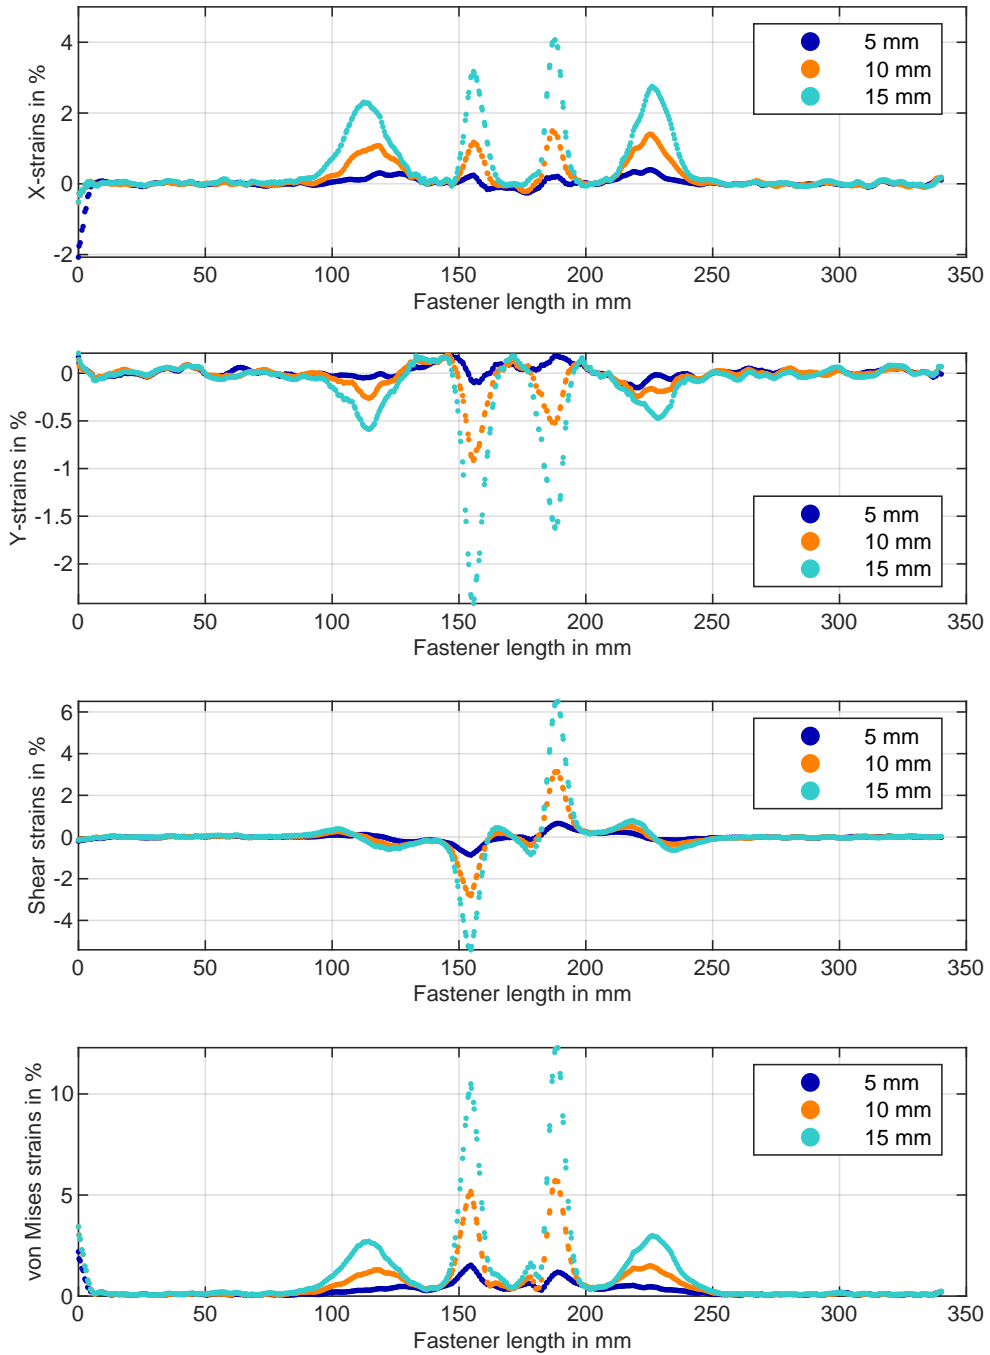 X-strains in %
4
2
0
-2
5 mm
10 mm
15 mm
0 50 100 150 200 250 300 350
Fastener length in mm
Y-strains in %
0
-0.5
-1
-1.5
-2
5 mm
10 mm
15 mm
0 50 100 150 200 250 300 350
Fastener length in mm
Shear strains in %
6
4
2
0
-2
-4
5 mm
10 mm
15 mm
0 50 100 150 200 250 300 350
Fastener length in mm
von Mises strains in %
10
5
0
5 mm
10 mm
15 mm
0 50 100 150 200 250 300 350
Fastener length in mm